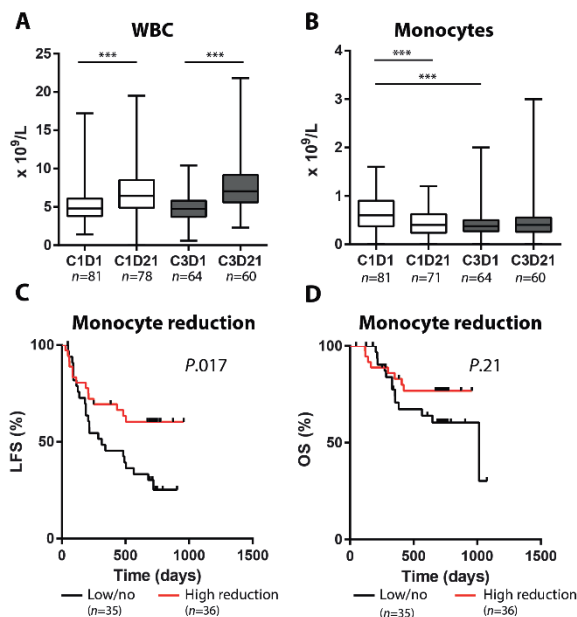 A
WBC
***
***
x 10⁹/L
25
20
15
10
5
0
C1D1 C1D21 C3D1 C3D21
n=81 n=78 n=64 n=60
B
Monocytes
***
***
x 10⁹/L
4
3
2
1
0
C1D1 C1D21 C3D1 C3D21
n=81 n=71 n=64 n=60
C
Monocyte reduction
P.017
LFS (%)
100
50
0
0 500 1000 1500
Time (days)
Low/no High reduction
(n=35) (n=36)
D
Monocyte reduction
P.21
OS (%)
100
50
0
0 500 1000 1500
Time (days)
Low/no High reduction
(n=35) (n=36)